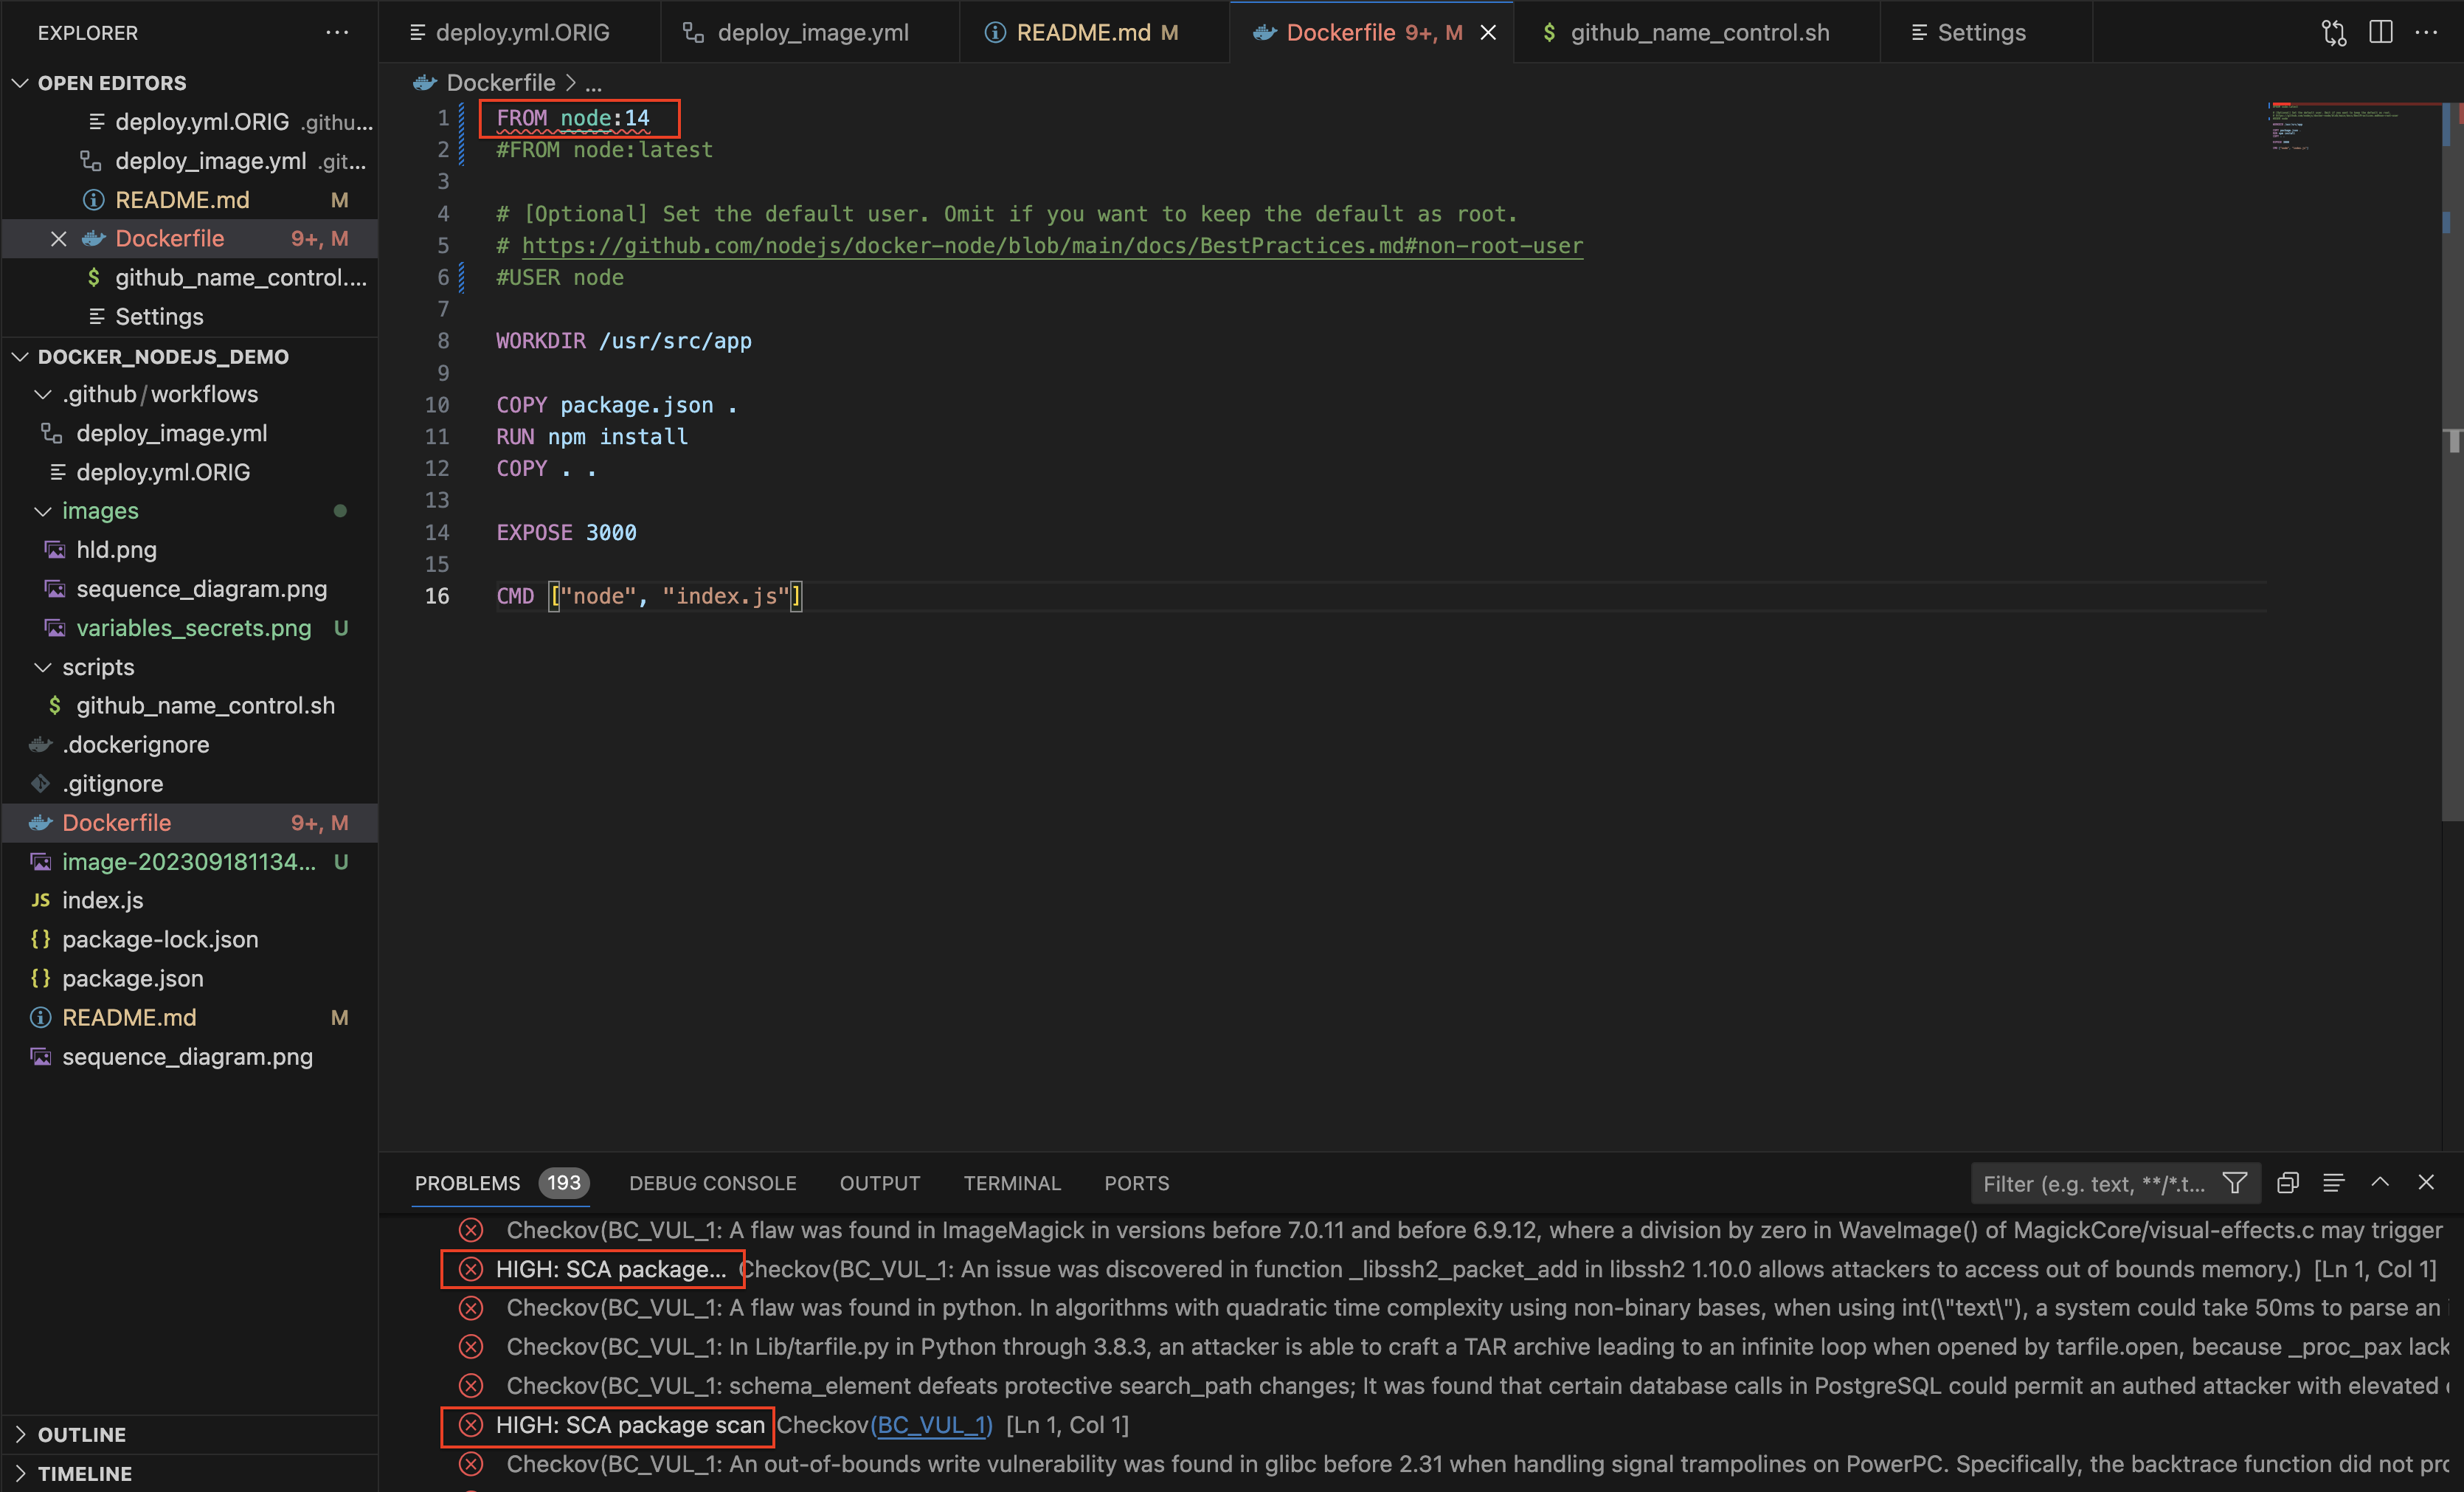 EXPLORER
OPEN EDITORS
deploy.yml.ORIG .githu...
deploy_image.yml .git...
README.md M
Dockerfile 9+, M
github_name_control....
Settings
DOCKER_NODEJS_DEMO
.github/workflows
deploy_image.yml
deploy.yml.ORIG
images
hld.png
sequence_diagram.png
variables_secrets.png U
scripts
$ github_name_control.sh
.dockerignore
.gitignore
Dockerfile 9+, M
image-202309181134... U
JS index.js
{} package-lock.json
{} package.json
README.md M
sequence_diagram.png
OUTLINE
TIMELINE
deploy.yml.ORIG deploy_image.yml README.md M Dockerfile 9+, M $ github_name_control.sh Settings
Dockerfile > ...
1 FROM node:14
2 #FROM node:latest
3
4 # [Optional] Set the default user. Omit if you want to keep the default as root.
5 # https://github.com/nodejs/docker-node/blob/main/docs/BestPractices.md#non-root-user
6 #USER node
7
8 WORKDIR /usr/src/app
9
10 COPY package.json .
11 RUN npm install
12 COPY . .
13
14 EXPOSE 3000
15
16 CMD ["node", "index.js"]
PROBLEMS 193 DEBUG CONSOLE OUTPUT TERMINAL PORTS Filter (e.g. text, **/*.t...
Checkov(BC_VUL_1: A flaw was found in ImageMagick in versions before 7.0.11 and before 6.9.12, where a division by zero in WaveImage() of MagickCore/visual-effects.c may trigger
HIGH: SCA package... Checkov(BC_VUL_1: An issue was discovered in function _libssh2_packet_add in libssh2 1.10.0 allows attackers to access out of bounds memory.) [Ln 1, Col 1]
Checkov(BC_VUL_1: A flaw was found in python. In algorithms with quadratic time complexity using non-binary bases, when using int(\"text\"), a system could take 50ms to parse an
Checkov(BC_VUL_1: In Lib/tarfile.py in Python through 3.8.3, an attacker is able to craft a TAR archive leading to an infinite loop when opened by tarfile.open, because _proc_pax lack
Checkov(BC_VUL_1: schema_element defeats protective search_path changes; It was found that certain database calls in PostgreSQL could permit an authed attacker with elevated
HIGH: SCA package scan Checkov(BC_VUL_1) [Ln 1, Col 1]
Checkov(BC_VUL_1: An out-of-bounds write vulnerability was found in glibc before 2.31 when handling signal trampolines on PowerPC. Specifically, the backtrace function did not pro